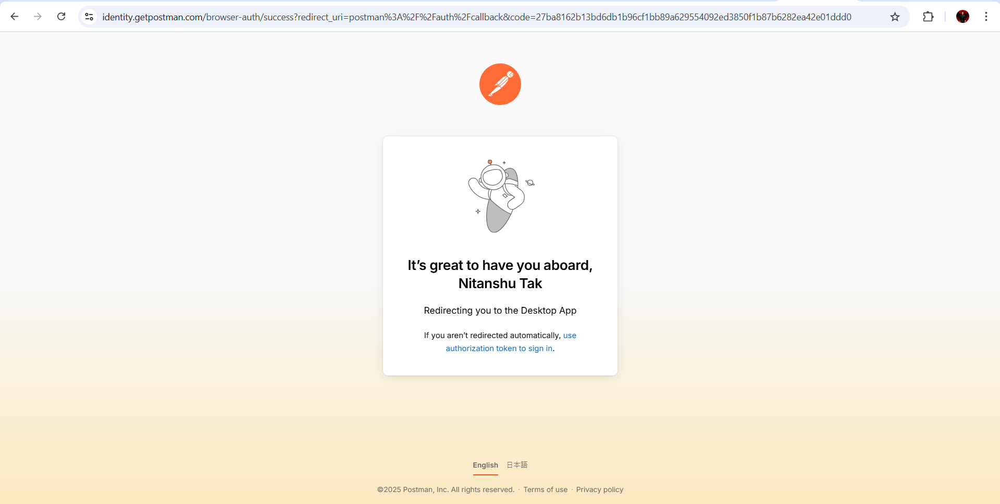 identity.getpostman.com/browser-auth/success?redirect_uri=postman%3A%2F%2Fauth%2Fcallback&code=27ba8162b13bd6db1b96cf1bb89a629554092ed3850f1b87b6282ea42e01ddd0
It’s great to have you aboard,
Nitanshu Tak
Redirecting you to the Desktop App
If you aren’t redirected automatically, use
authorization token to sign in.
English 日本語
©2025 Postman, Inc. All rights reserved. · Terms of use · Privacy policy